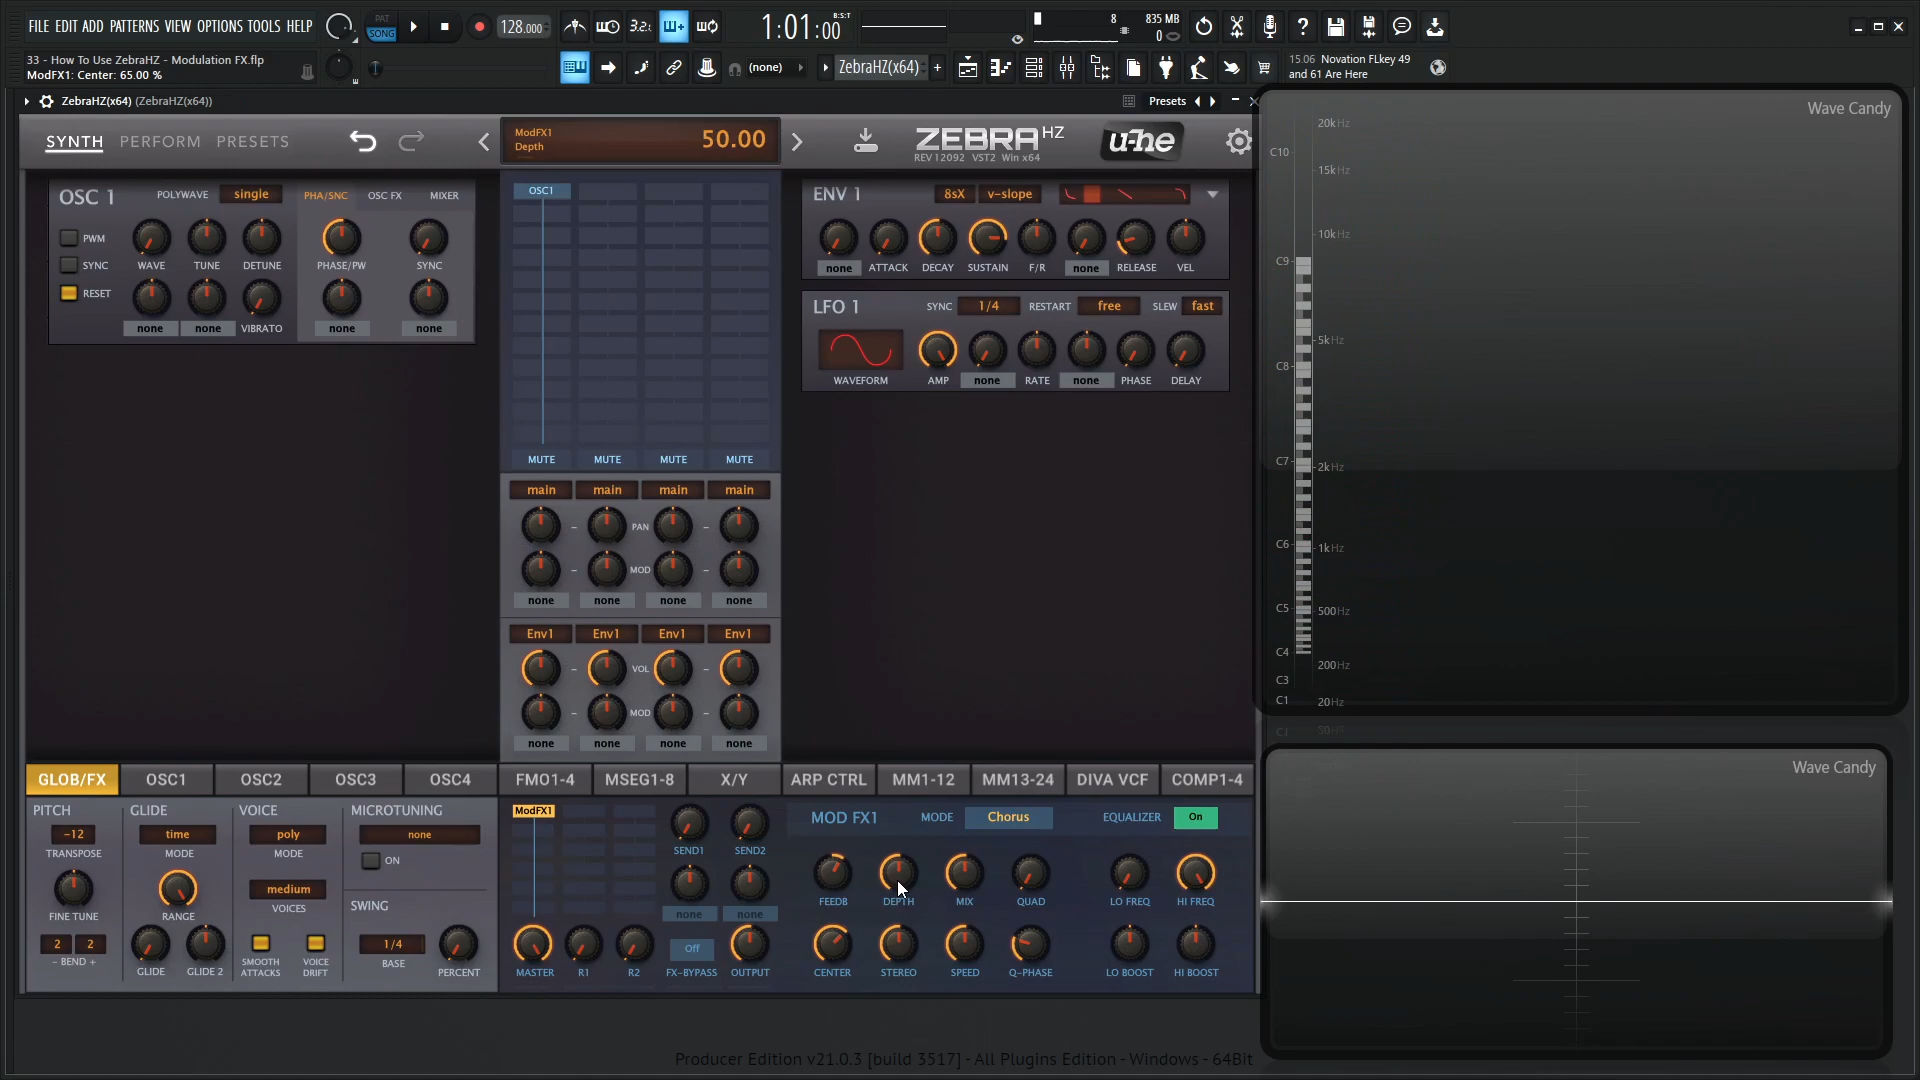 FILE EDIT ADD PATTERNS VIEW OPTIONS TOOLS HELP
PAT
SONG
128.000
3.2.
1:01:00
B:S:T
8
835 MB
0
33 - How To Use ZebraHZ - Modulation FX.flp
ModFX1: Center: 65.00 %
(none)
ZebraHZ(x64)
15.06 Novation FLkey 49
and 61 Are Here
ZebraHZ(x64) (ZebraHZ(x64))
Presets
SYNTH PERFORM PRESETS
ModFX1
Depth
50.00
ZEBRA HZ
REV 12092 VST2 Win x64
u-he
OSC 1
POLYWAVE single
PHA/SNC OSC FX MIXER
PWM
SYNC
RESET
WAVE TUNE DETUNE PHASE/PW SYNC
none none VIBRATO none none
OSC1
MUTE MUTE MUTE MUTE
main main main main
PAN
MOD
none none none none
Env1 Env1 Env1 Env1
VOL
MOD
none none none none
ENV 1 8sX v-slope
none ATTACK DECAY SUSTAIN F/R none RELEASE VEL
LFO 1 SYNC 1/4 RESTART free SLEW fast
WAVEFORM AMP none RATE none PHASE DELAY
GLOB/FX OSC1 OSC2 OSC3 OSC4 FMO1-4 MSEG1-8 X/Y ARP CTRL MM1-12 MM13-24 DIVA VCF COMP1-4
PITCH
-12
TRANSPOSE
FINE TUNE
2 2
- BEND +
GLIDE
time
MODE
RANGE
GLIDE GLIDE 2
VOICE
poly
MODE
medium
VOICES
SMOOTH ATTACKS
VOICE DRIFT
MICROTUNING
none
ON
SWING
1/4
BASE PERCENT
ModFX1
SEND1 SEND2
none none
Off
MASTER R1 R2 FX-BYPASS OUTPUT
MOD FX1 MODE Chorus EQUALIZER On
FEEDB DEPTH MIX QUAD LO FREQ HI FREQ
CENTER STEREO SPEED Q-PHASE LO BOOST HI BOOST
Wave Candy
20kHz
C10
15kHz
10kHz
C9
5kHz
C8
C7
2kHz
C6
1kHz
C5
500Hz
C4
200Hz
C3
C1
20Hz
C1
50Hz
Wave Candy
Producer Edition v21.0.3 [build 3517] - All Plugins Edition - Windows - 64Bit